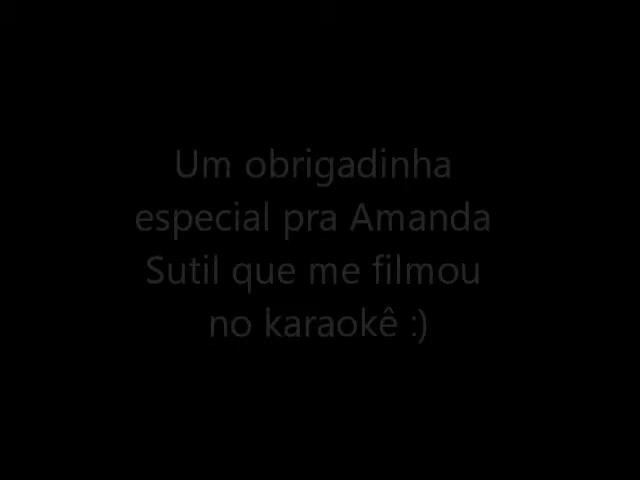 Um obrigadinha
especial pra Amanda
Sutil que me filmou
no karaokê :)